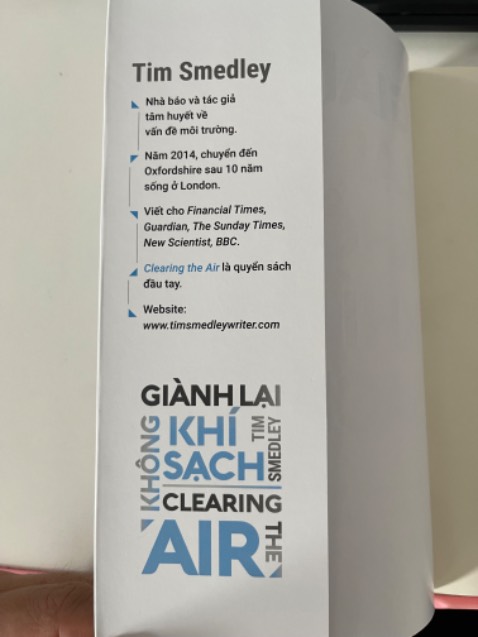 Tim Smedley
Nhà báo và tác giả
tâm huyết về
vấn đề môi trường.
Năm 2014, chuyển đến
Oxfordshire sau 10 năm
sống ở London.
Viết cho Financial Times,
Guardian, The Sunday Times,
New Scientist, BBC.
Clearing the Air là quyển sách
đầu tay.
Website:
www.timsmedleywriter.com
GIÀNH LẠI
KHÔNG
KHÍ
SẠCH
TIM
SMEDLEY
CLEARING
THE
AIR